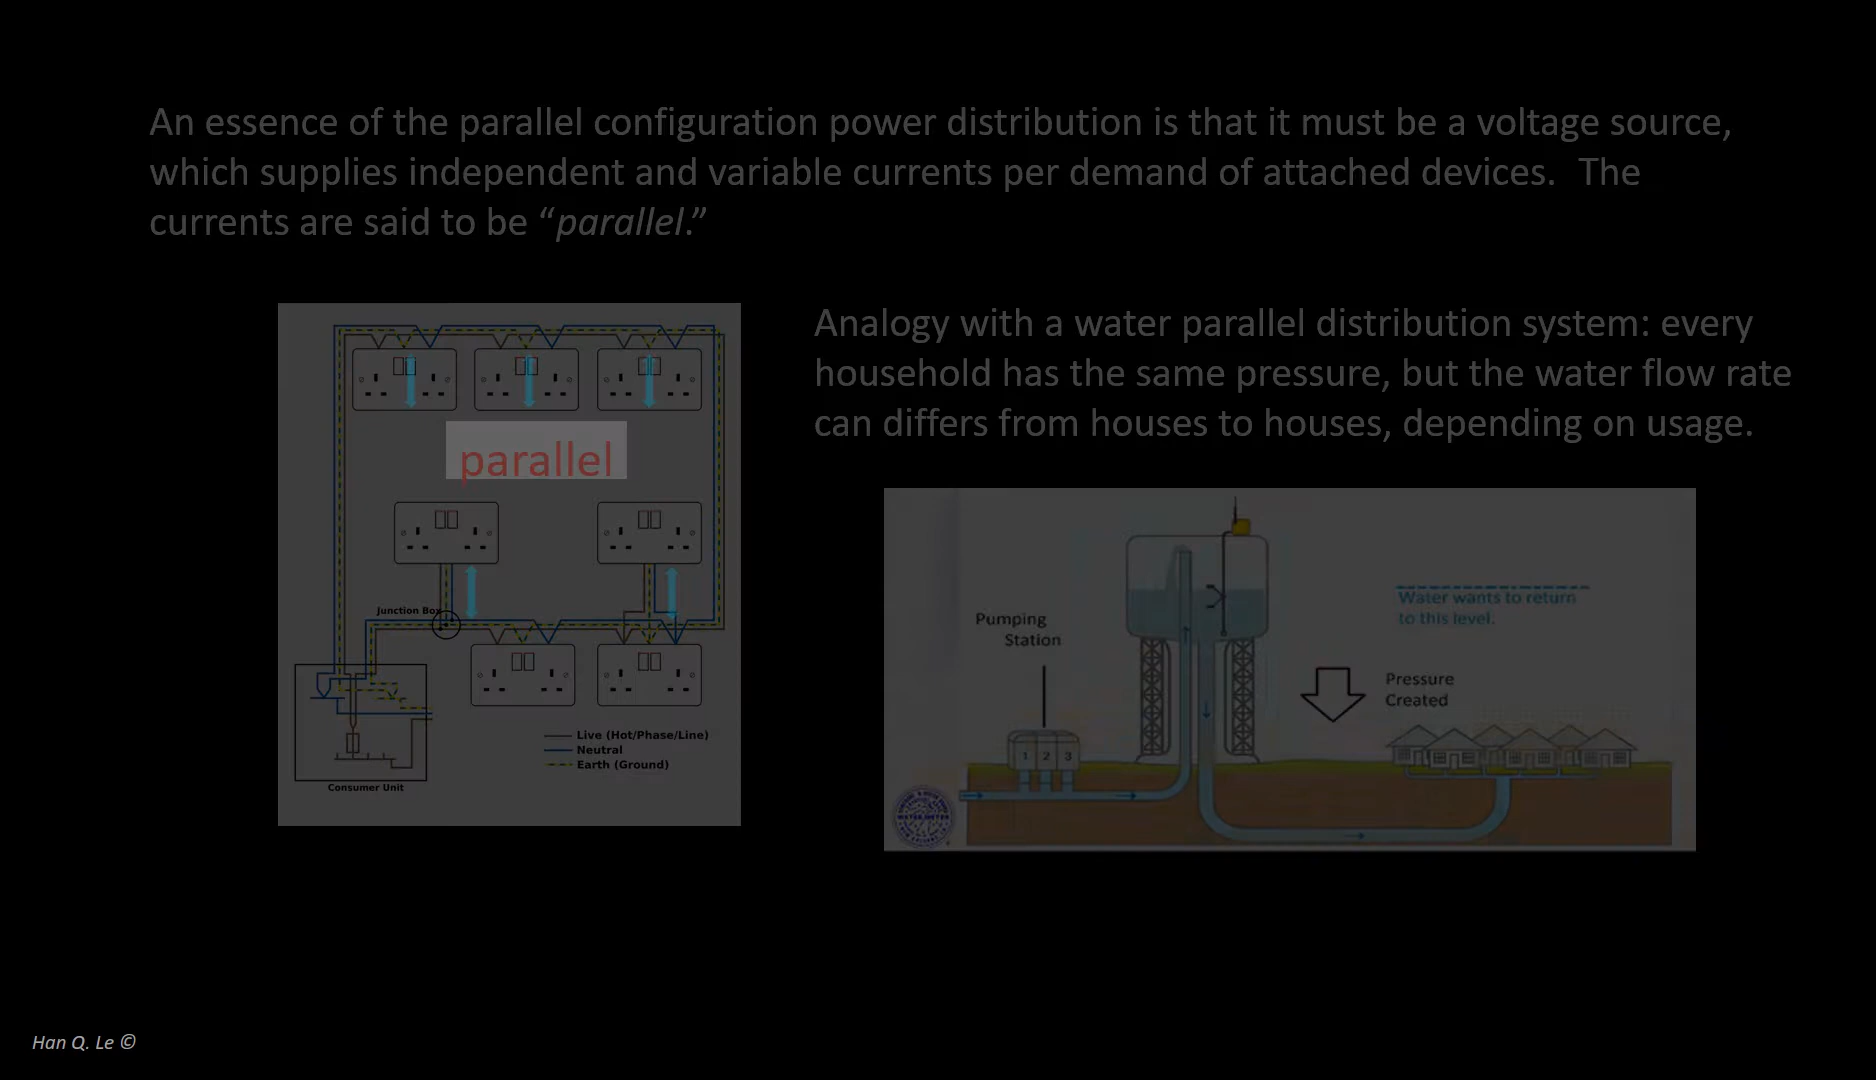 An essence of the parallel configuration power distribution is that it must be a voltage source,
which supplies independent and variable currents per demand of attached devices.  The
currents are said to be “parallel.”
Analogy with a water parallel distribution system: every
household has the same pressure, but the water flow rate
can differs from houses to houses, depending on usage.
parallel
Junction Box
Live (Hot/Phase/Line)
Neutral
Earth (Ground)
Consumer Unit
Pumping
Station
1 2 3
Water wants to return
to this level.
Pressure
Created
WATER METER
Han Q. Le ©